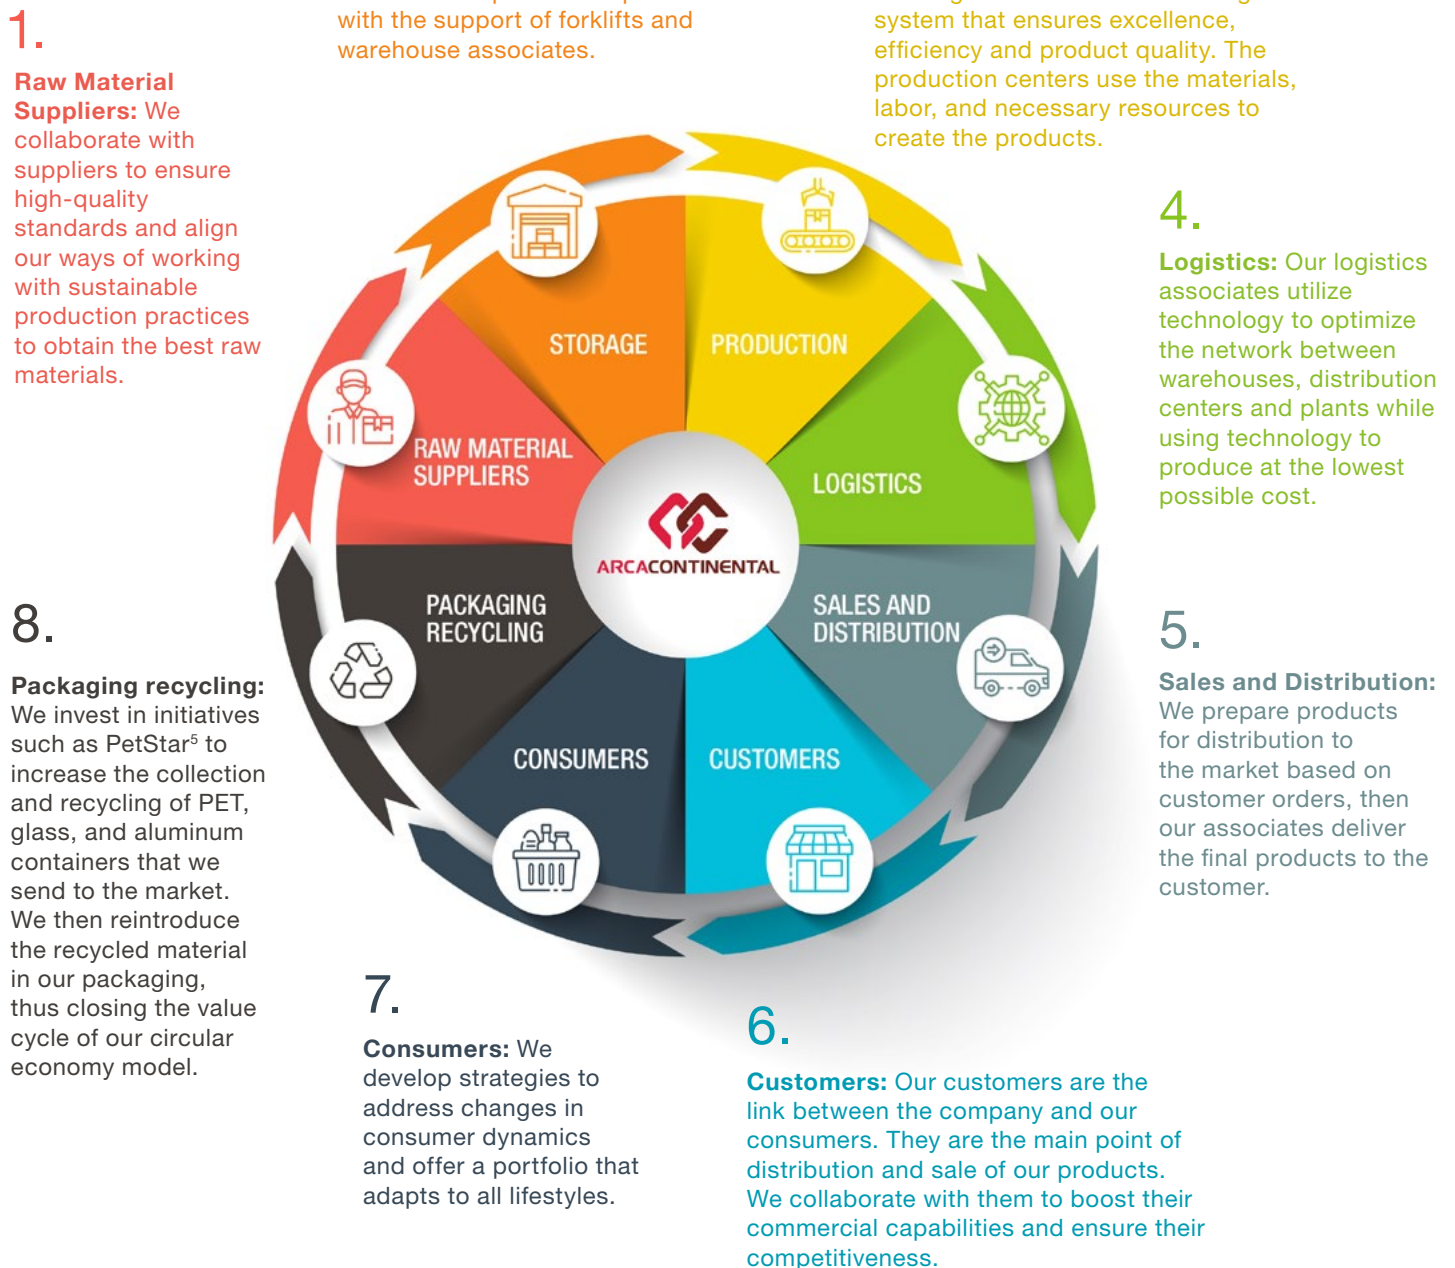 1.
Raw Material
Suppliers: We
collaborate with
suppliers to ensure
high-quality
standards and align
our ways of working
with sustainable
production practices
to obtain the best raw
materials.
with the support of forklifts and
warehouse associates.
system that ensures excellence,
efficiency and product quality. The
production centers use the materials,
labor, and necessary resources to
create the products.
4.
Logistics: Our logistics
associates utilize
technology to optimize
the network between
warehouses, distribution
centers and plants while
using technology to
produce at the lowest
possible cost.
STORAGE
PRODUCTION
RAW MATERIAL
SUPPLIERS
LOGISTICS
ARCACONTINENTAL
PACKAGING
RECYCLING
SALES AND
DISTRIBUTION
CONSUMERS
CUSTOMERS
5.
Sales and Distribution:
We prepare products
for distribution to
the market based on
customer orders, then
our associates deliver
the final products to the
customer.
8.
Packaging recycling:
We invest in initiatives
such as PetStar⁵ to
increase the collection
and recycling of PET,
glass, and aluminum
containers that we
send to the market.
We then reintroduce
the recycled material
in our packaging,
thus closing the value
cycle of our circular
economy model.
7.
Consumers: We
develop strategies to
address changes in
consumer dynamics
and offer a portfolio that
adapts to all lifestyles.
6.
Customers: Our customers are the
link between the company and our
consumers. They are the main point of
distribution and sale of our products.
We collaborate with them to boost their
commercial capabilities and ensure their
competitiveness.